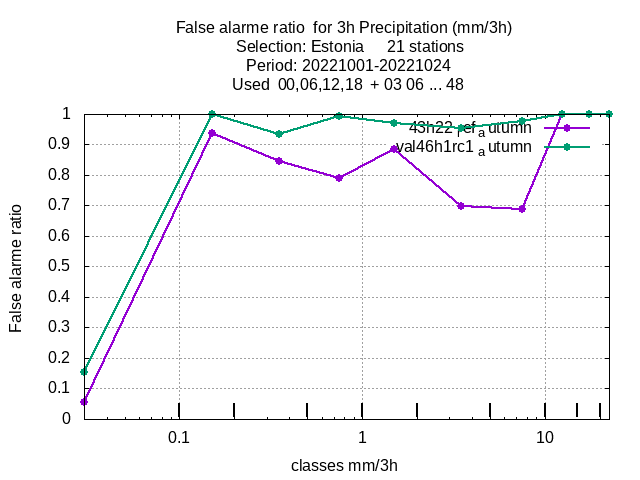 False alarme ratio  for 3h Precipitation (mm/3h)
Selection: Estonia     21 stations
Period: 20221001-20221024
Used  00,06,12,18  + 03 06 ... 48
1
43h22_ref_autumn
0.9
val46h1rc1_autumn
0.8
0.7
0.6
0.5
0.4
0.3
0.2
0.1
0
False alarme ratio
0.1 1 10
classes mm/3h